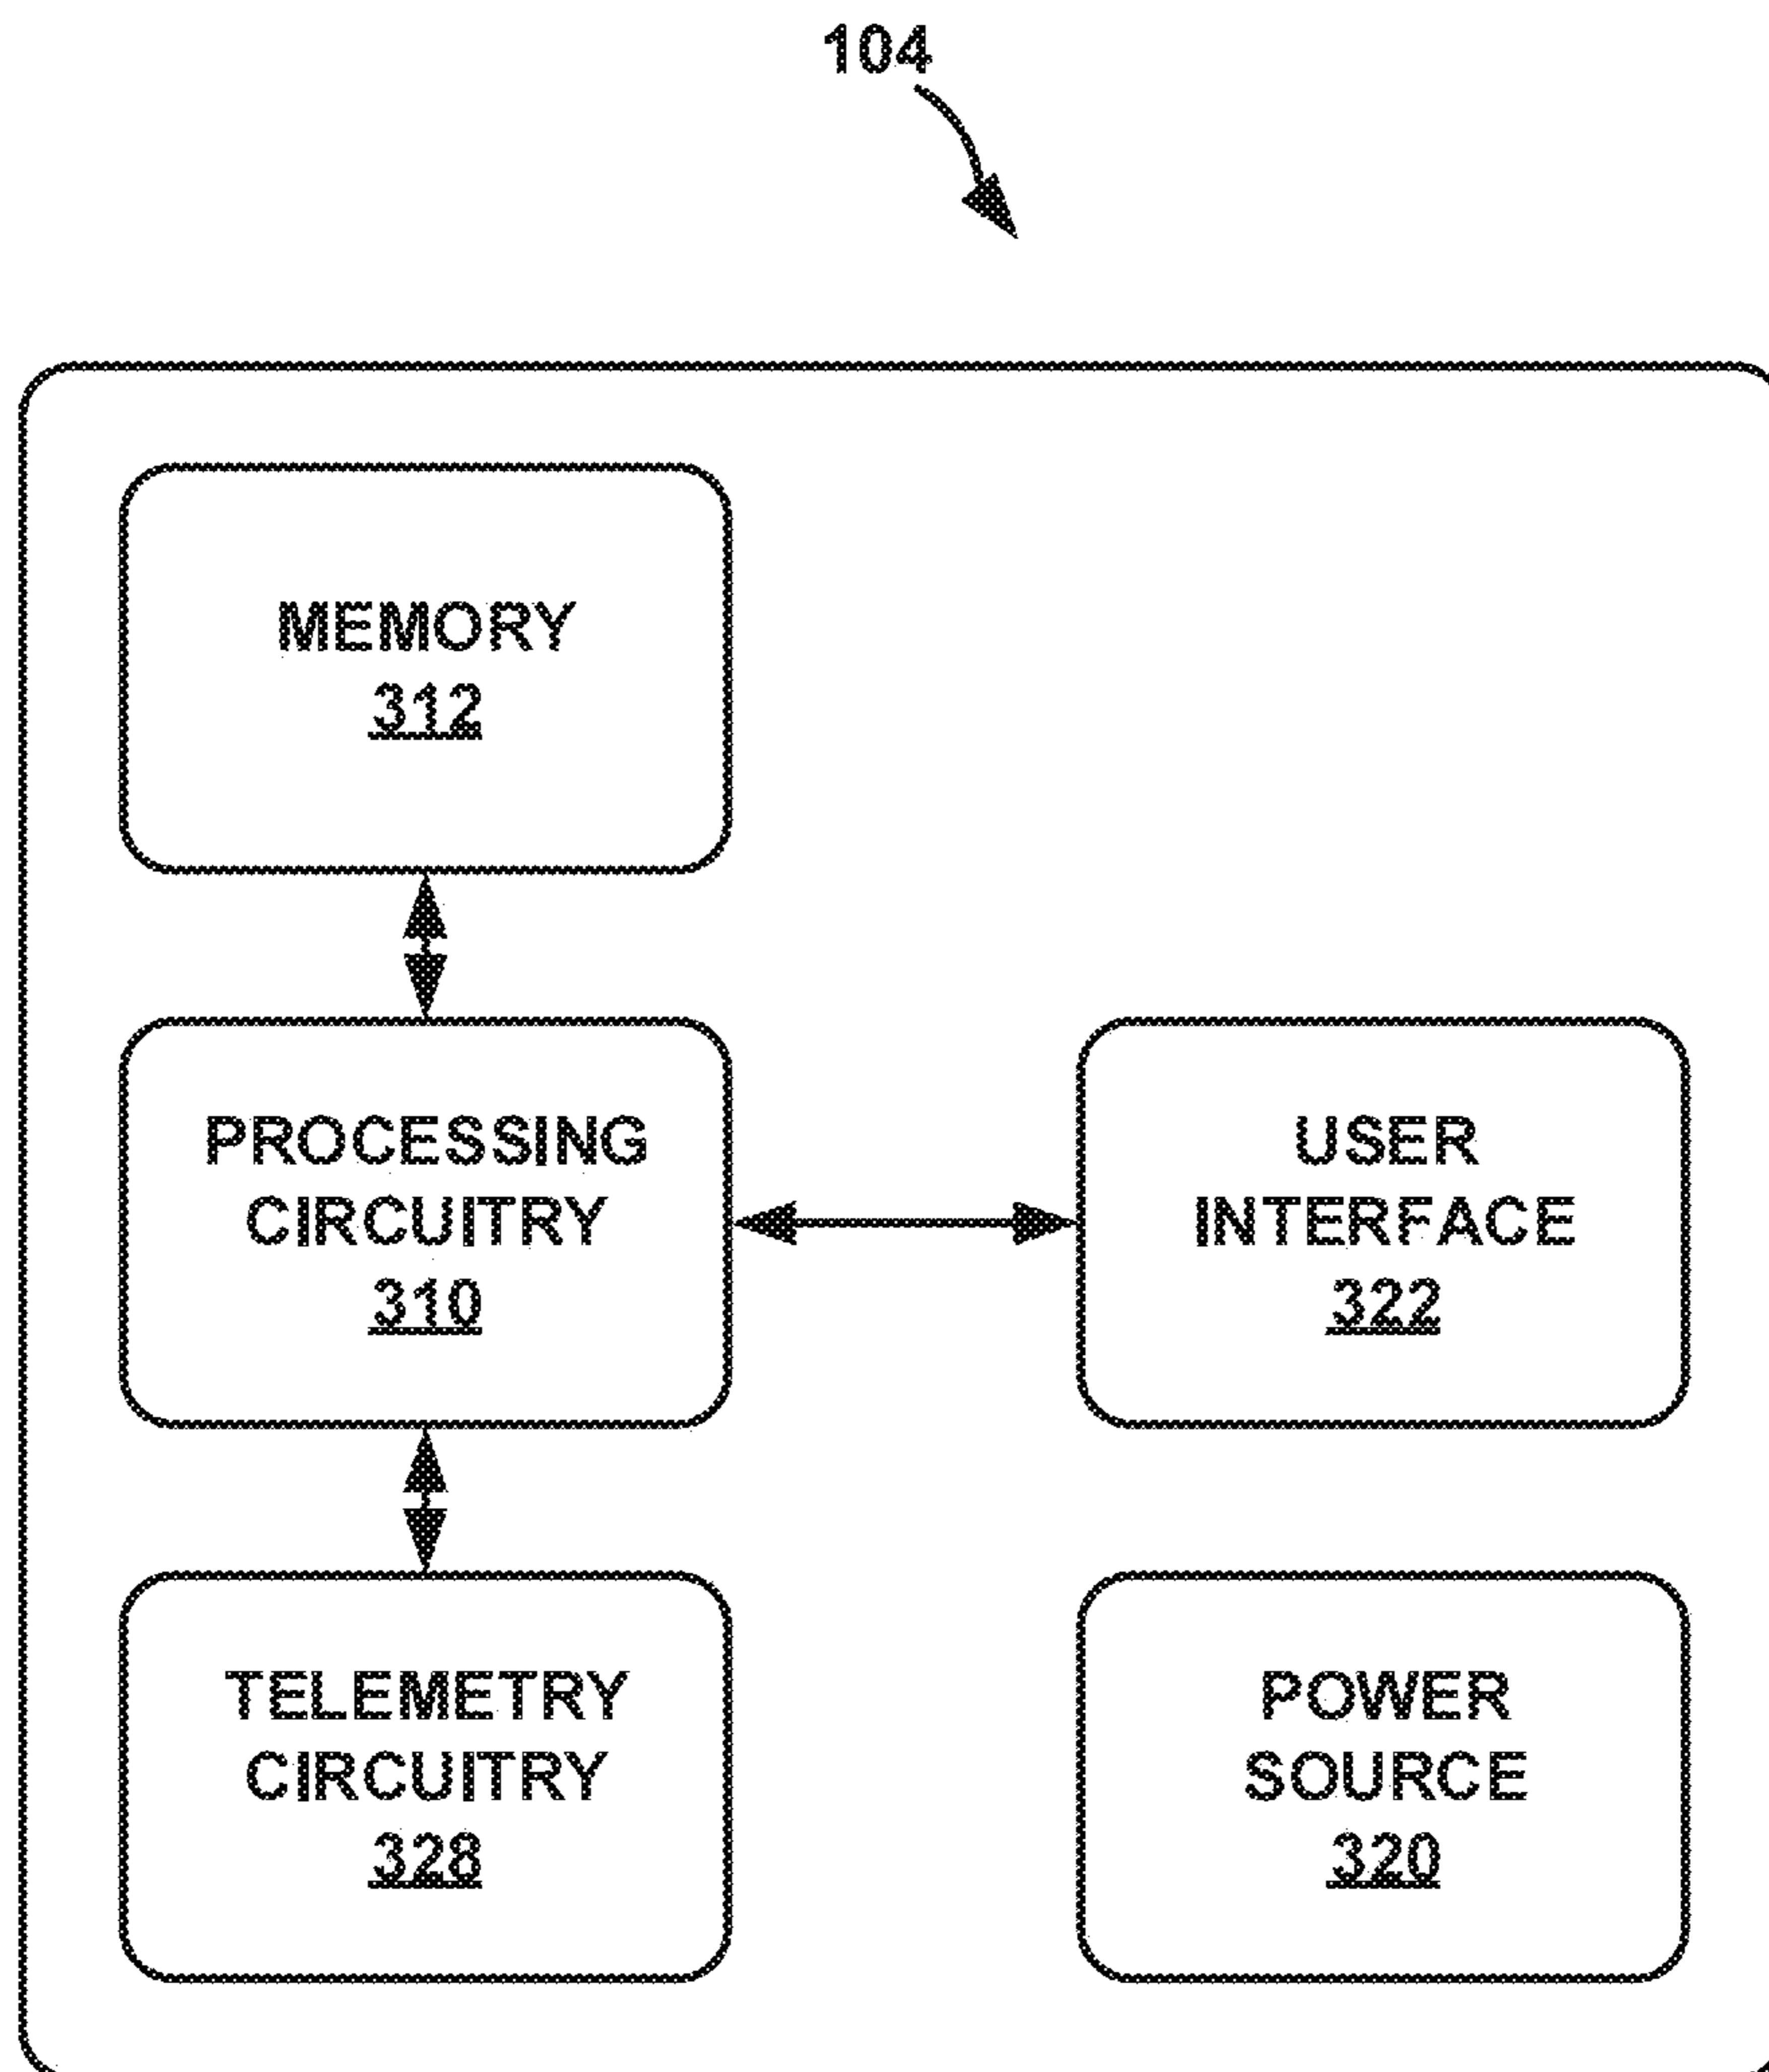 104
MEMORY
312
PROCESSING
CIRCUITRY
310
USER
INTERFACE
322
TELEMETRY
CIRCUITRY
328
POWER
SOURCE
320